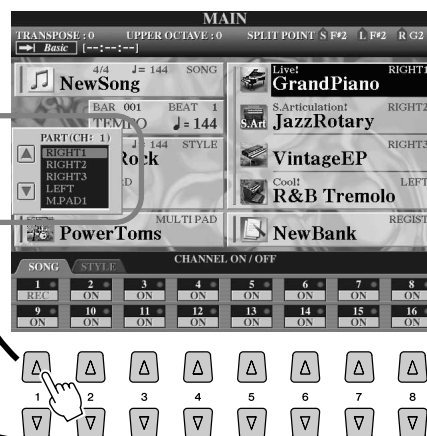 MAIN
TRANSPOSE : 0 UPPER OCTAVE : 0 SPLIT POINT S F#2 L F#2 R G2
Basic [--:--:--]
4/4 ♩= 144 SONG
NewSong
Live! RIGHT1
GrandPiano
BAR 001 BEAT 1
TEMPO ♩= 144
S.Articulation! RIGHT2
S.Art JazzRotary
PART(CH: 1)
RIGHT1
RIGHT2
RIGHT3
LEFT
M.PAD1
♩= 144 STYLE
Rock
RIGHT3
VintageEP
Cool! LEFT
R&B Tremolo
MULTI PAD
PowerToms
REGIST
NewBank
SONG STYLE CHANNEL ON / OFF
1 2 3 4 5 6 7 8
REC ON ON ON ON ON ON ON
9 10 11 12 13 14 15 16
ON ON ON ON ON ON ON ON
1 2 3 4 5 6 7 8